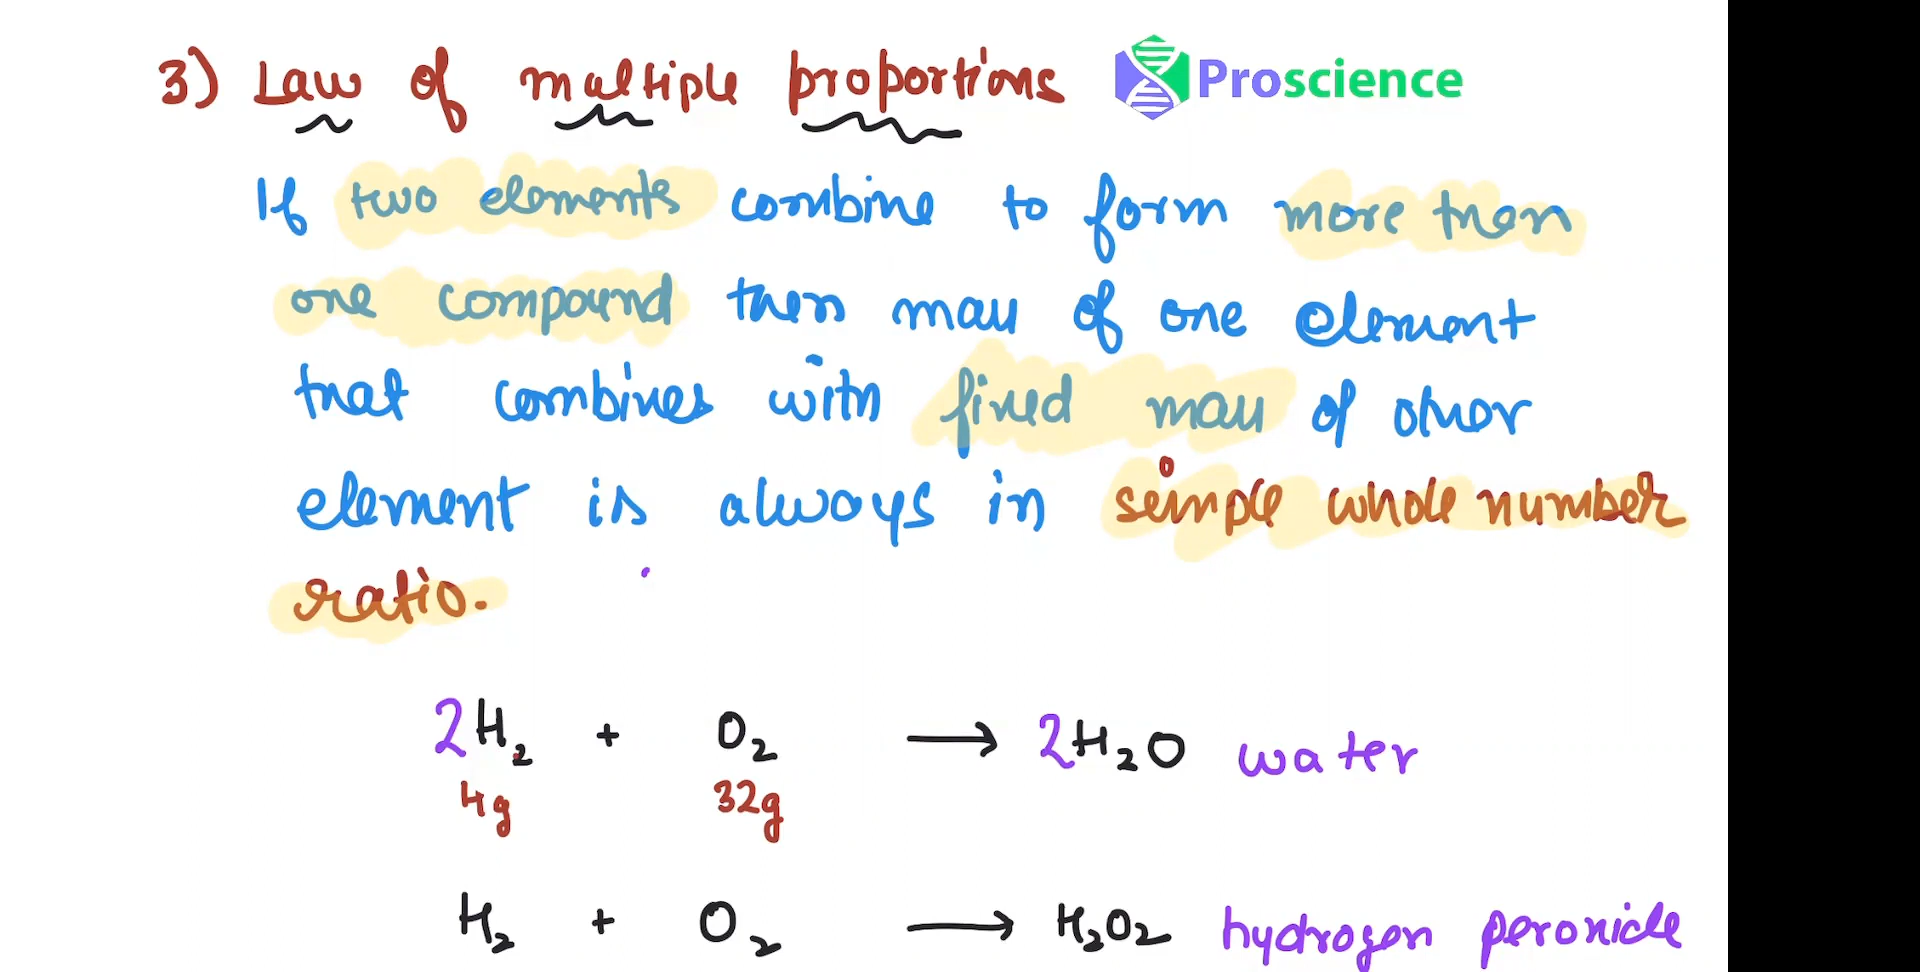 3) Law of multiple proportions Proscience
If two elements combine to form more than
one compound then mass of one element
that combines with fixed mass of other
element is always in simple whole number
ratio.
2H₂ + O₂ → 2H₂O water
4g 32g
H₂ + O₂ → H₂O₂ hydrogen peroxide